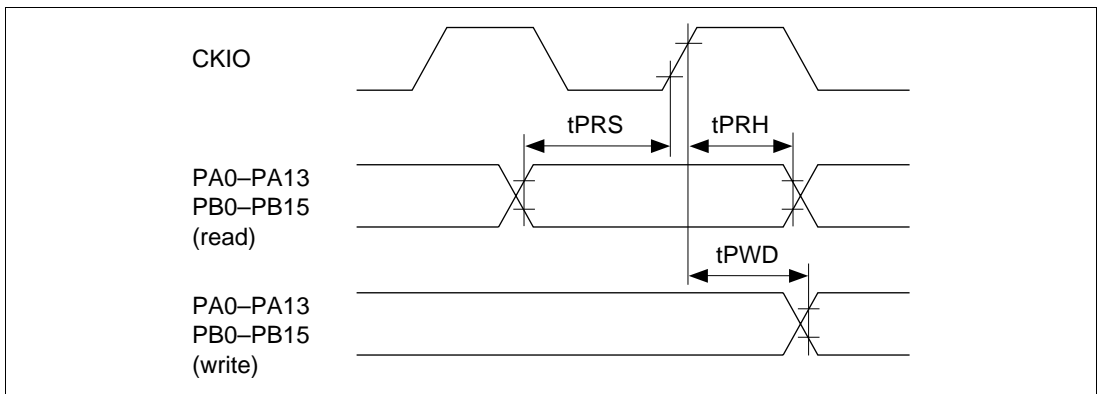 CKIO
tPRS
tPRH
PA0–PA13
PB0–PB15
(read)
tPWD
PA0–PA13
PB0–PB15
(write)